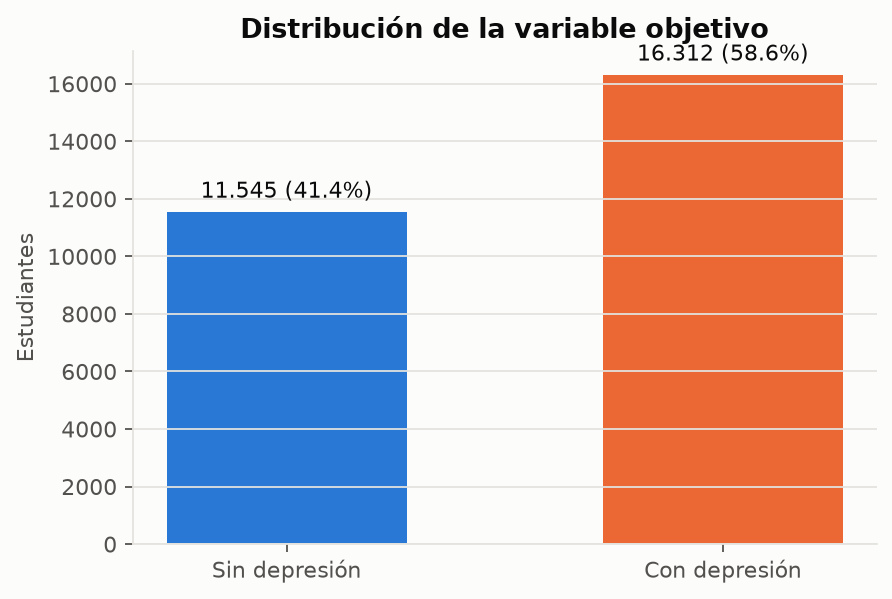 Distribución de la variable objetivo
16.312 (58.6%)
11.545 (41.4%)
Estudiantes
16000
14000
12000
10000
8000
6000
4000
2000
0
Sin depresión
Con depresión